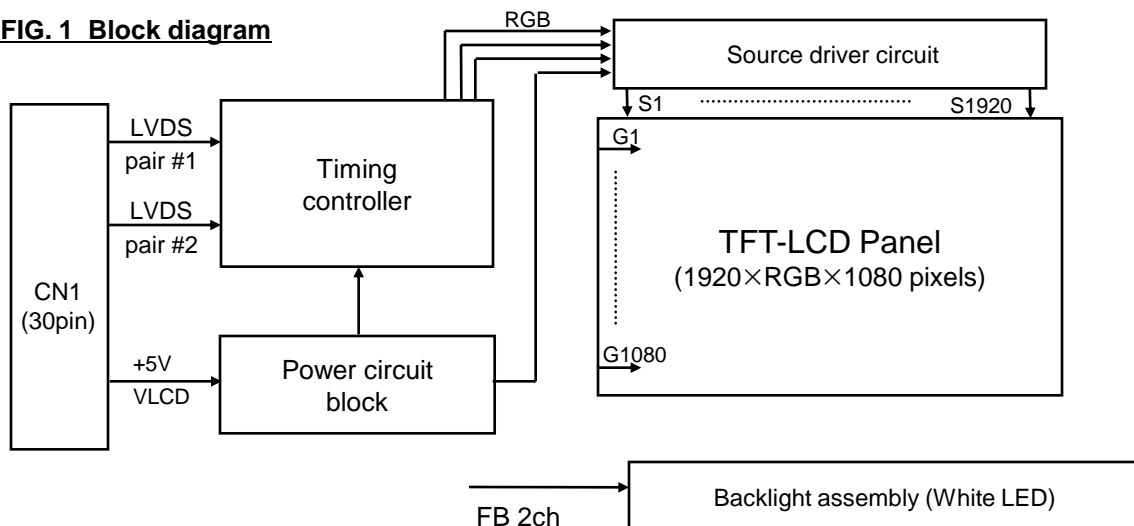 FIG. 1 Block diagram
RGB
Source driver circuit
S1
S1920
LVDS
pair #1
LVDS
pair #2
Timing
controller
G1
TFT-LCD Panel
(1920×RGB×1080 pixels)
G1080
CN1
(30pin)
+5V
VLCD
Power circuit
block
Backlight assembly (White LED)
FB 2ch